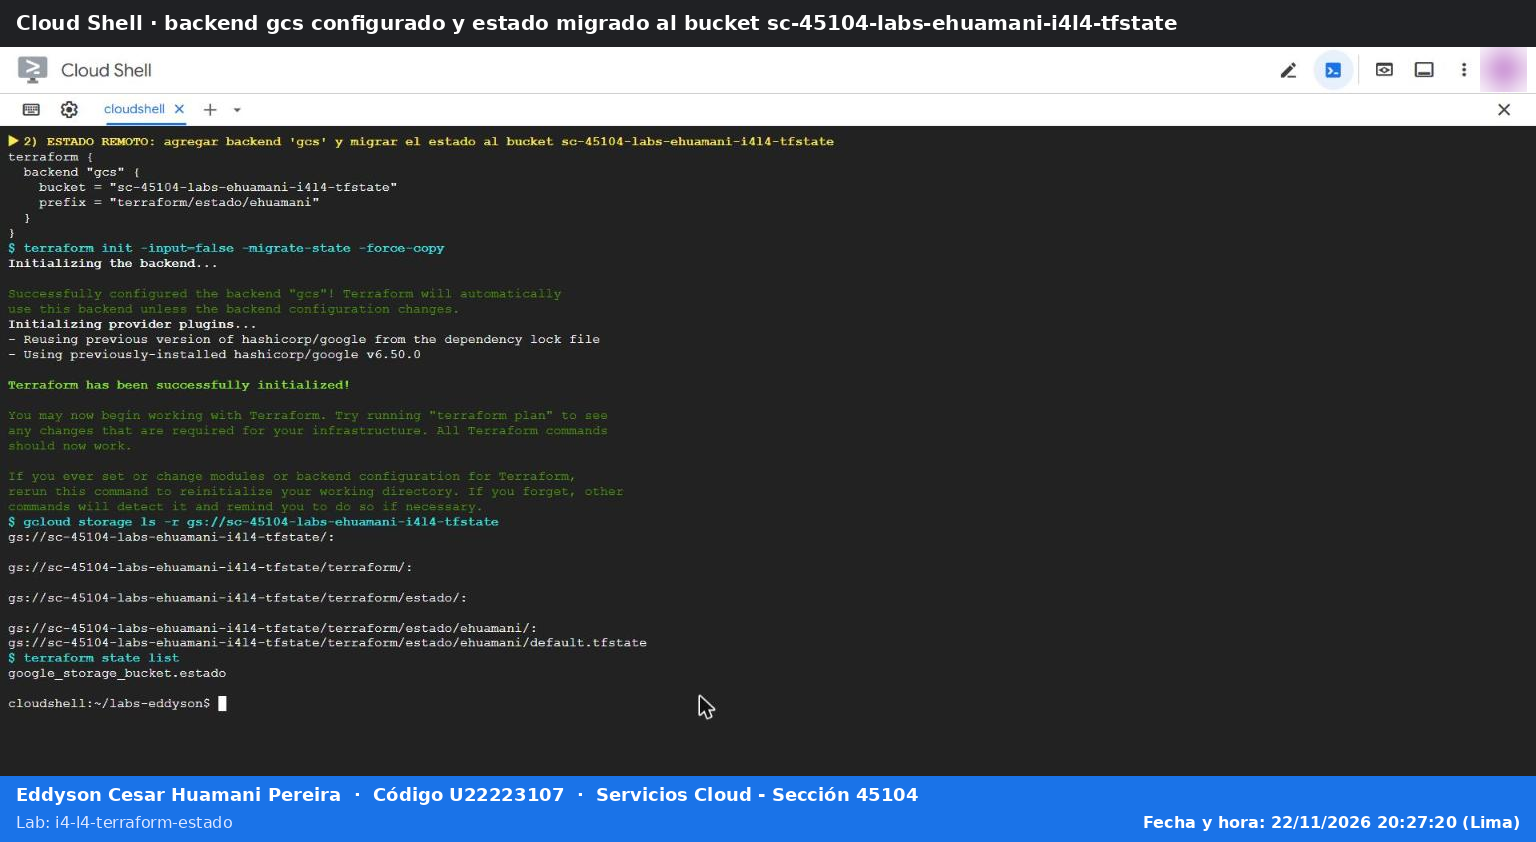 Cloud Shell · backend gcs configurado y estado migrado al bucket sc-45104-labs-ehuamani-i4l4-tfstate
Cloud Shell
cloudshell
▶ 2) ESTADO REMOTO: agregar backend 'gcs' y migrar el estado al bucket sc-45104-labs-ehuamani-i4l4-tfstate
terraform {
  backend "gcs" {
    bucket = "sc-45104-labs-ehuamani-i4l4-tfstate"
    prefix = "terraform/estado/ehuamani"
  }
}
$ terraform init -input=false -migrate-state -force-copy
Initializing the backend...
Successfully configured the backend "gcs"! Terraform will automatically
use this backend unless the backend configuration changes.
Initializing provider plugins...
- Reusing previous version of hashicorp/google from the dependency lock file
- Using previously-installed hashicorp/google v6.50.0
Terraform has been successfully initialized!
You may now begin working with Terraform. Try running "terraform plan" to see
any changes that are required for your infrastructure. All Terraform commands
should now work.
If you ever set or change modules or backend configuration for Terraform,
rerun this command to reinitialize your working directory. If you forget, other
commands will detect it and remind you to do so if necessary.
$ gcloud storage ls -r gs://sc-45104-labs-ehuamani-i4l4-tfstate
gs://sc-45104-labs-ehuamani-i4l4-tfstate/:
gs://sc-45104-labs-ehuamani-i4l4-tfstate/terraform/:
gs://sc-45104-labs-ehuamani-i4l4-tfstate/terraform/estado/:
gs://sc-45104-labs-ehuamani-i4l4-tfstate/terraform/estado/ehuamani/:
gs://sc-45104-labs-ehuamani-i4l4-tfstate/terraform/estado/ehuamani/default.tfstate
$ terraform state list
google_storage_bucket.estado
cloudshell:~/labs-eddyson$
Eddyson Cesar Huamani Pereira · Código U22223107 · Servicios Cloud - Sección 45104
Lab: i4-l4-terraform-estado
Fecha y hora: 22/11/2026 20:27:20 (Lima)